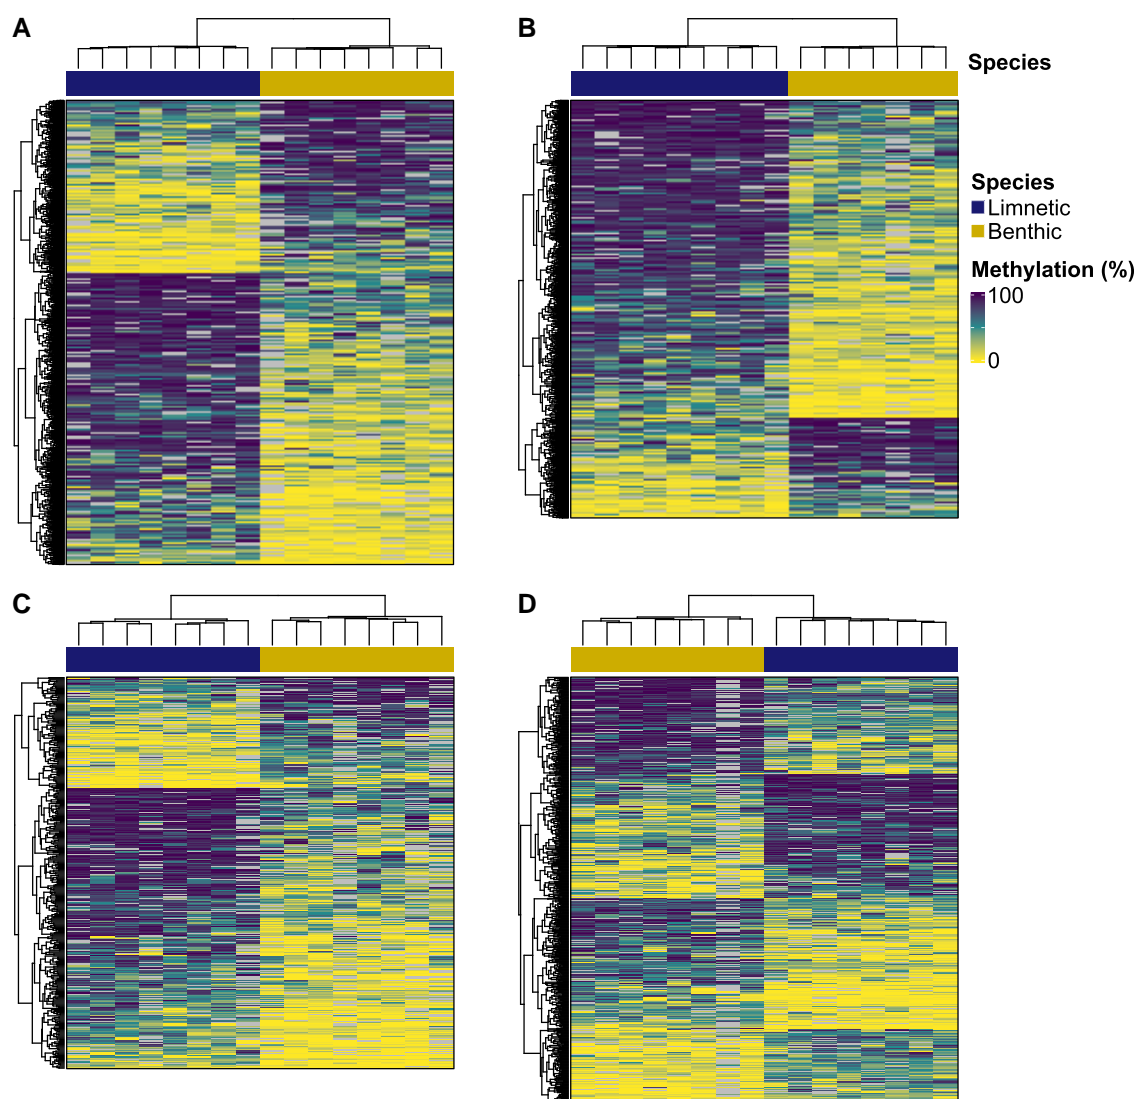 A
B
Species
Species
Limnetic
Benthic
Methylation (%)
100
0
C
D